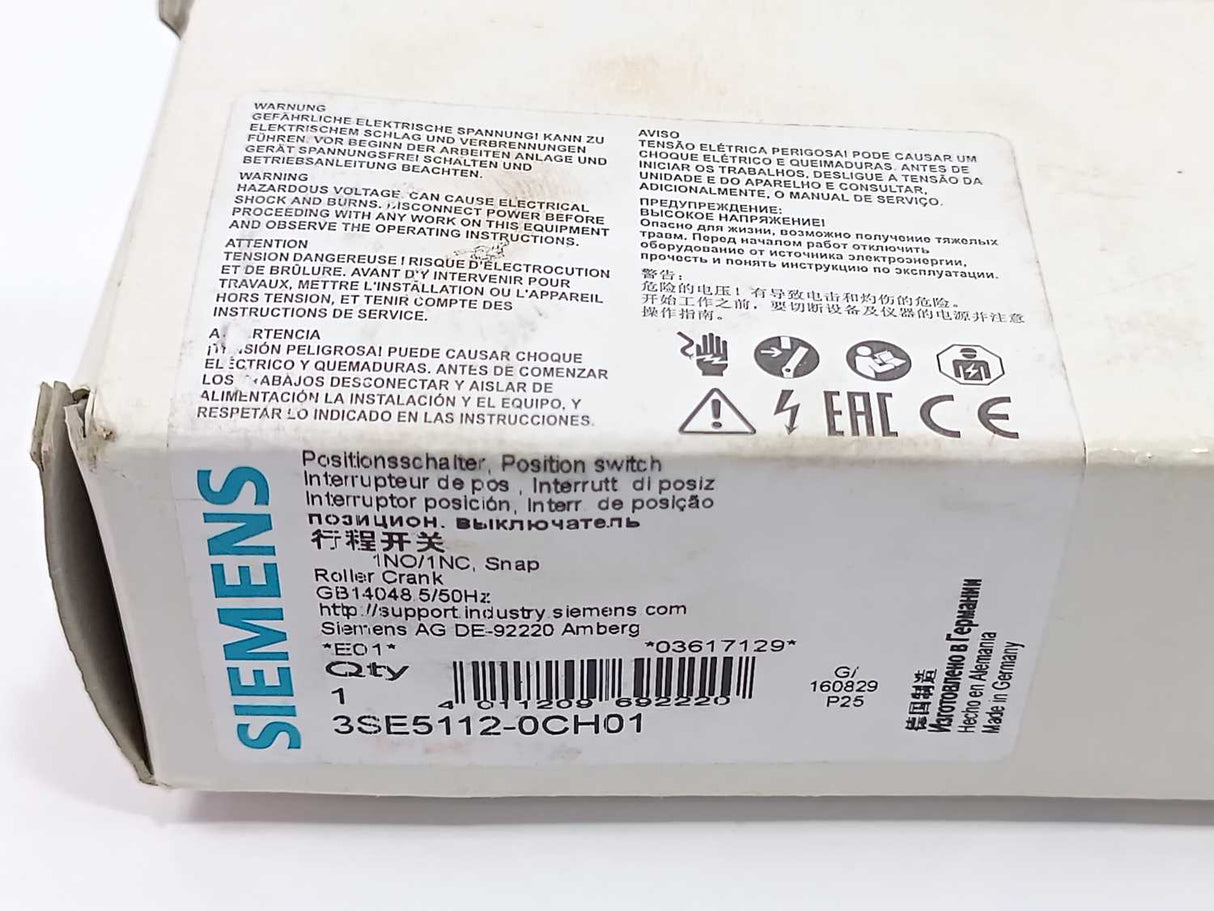 WARNUNG
GEFÄHRLICHE ELEKTRISCHE SPANNUNG! KANN ZU
ELEKTRISCHEM SCHLAG UND VERBRENNUNGEN
FÜHREN. VOR BEGINN DER ARBEITEN ANLAGE UND
GERÄT SPANNUNGSFREI SCHALTEN UND
BETRIEBSANLEITUNG BEACHTEN.
WARNING
HAZARDOUS VOLTAGE. CAN CAUSE ELECTRICAL
SHOCK AND BURNS. DISCONNECT POWER BEFORE
PROCEEDING WITH ANY WORK ON THIS EQUIPMENT
AND OBSERVE THE OPERATING INSTRUCTIONS.
ATTENTION
TENSION DANGEREUSE ! RISQUE D'ÉLECTROCUTION
ET DE BRÛLURE. AVANT D'Y INTERVENIR POUR
TRAVAUX, METTRE L'INSTALLATION OU L'APPAREIL
HORS TENSION, ET TENIR COMPTE DES
INSTRUCTIONS DE SERVICE.
PELIGROSA! PUEDE CAUSAR CHOQUE
ELÉCTRICO Y QUEMADURAS. ANTES DE COMENZAR
LOS DESCONECTAR Y AISLAR DE
ALIMENTACIÓN LA INSTALACIÓN Y EL EQUIPO, Y
RESPETAR LO INDICADO EN LAS INSTRUCCIONES.
AVISO
TENSÃO ELÉTRICA PERIGOSA! PODE CAUSAR UM
CHOQUE ELÉTRICO E QUEIMADURAS. ANTES DE
INICIAR OS TRABALHOS, DESLIGUE A TENSÃO DA
UNIDADE E DO APARELHO E CONSULTAR,
ADICIONALMENTE, O MANUAL DE SERVIÇO.
ПРЕДУПРЕЖДЕНИЕ:
ВЫСОКОЕ НАПРЯЖЕНИЕ!
Опасно для жизни, возможно получение тяжелых
травм. Перед началом работ отключить
оборудование от источника электроэнергии,
прочесть и понять инструкцию по эксплуатации.
警告：
危险的电压！有导致电击和灼伤的危险。
开始工作之前，要切断设备及仪器的电源并注意
操作指南。
EAC CE
SIEMENS
Positionsschalter, Position switch
Interrupteur de pos , Interrutt di posiz
Interruptor posición, Interr de posição
позицион. выключатель
行程开关
1NO/1NC, Snap
Roller Crank
GB14048.5/50Hz
http://support.industry.siemens.com
Siemens AG DE-92220 Amberg
*E01* *03617129*
Qty
1
4 011209 692220
3SE5112-0CH01
G/
160829
P25
德国制造
Изготовлено в Германии
Hecho en Alemania
Made in Germany